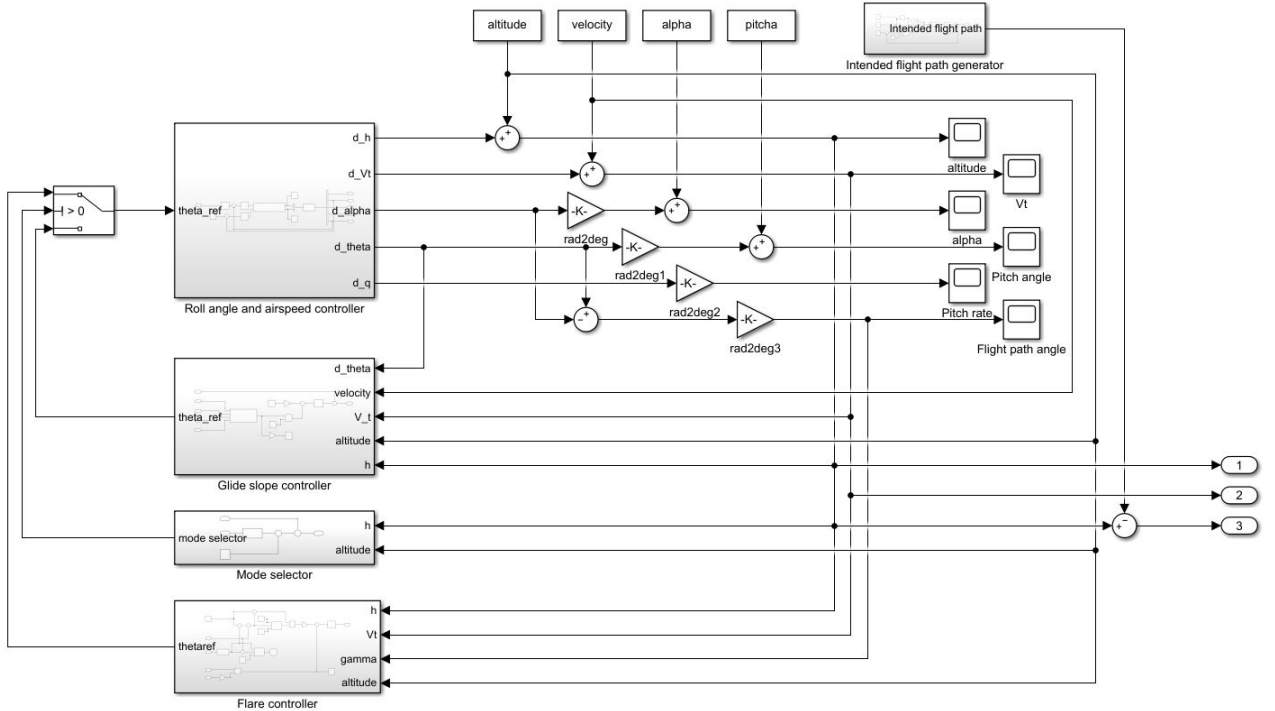 altitude
velocity
alpha
pitcha
Intended flight path
Intended flight path generator
d_h
altitude
d_Vt
Vt
> 0
theta_ref
d_alpha
-K-
rad2deg
alpha
d_theta
-K-
rad2deg1
Pitch angle
d_q
-K-
rad2deg2
Pitch rate
Roll angle and airspeed controller
-K-
rad2deg3
Flight path angle
d_theta
velocity
theta_ref
V_t
altitude
h
Glide slope controller
1
2
3
h
mode selector
altitude
Mode selector
h
Vt
thetaref
gamma
altitude
Flare controller